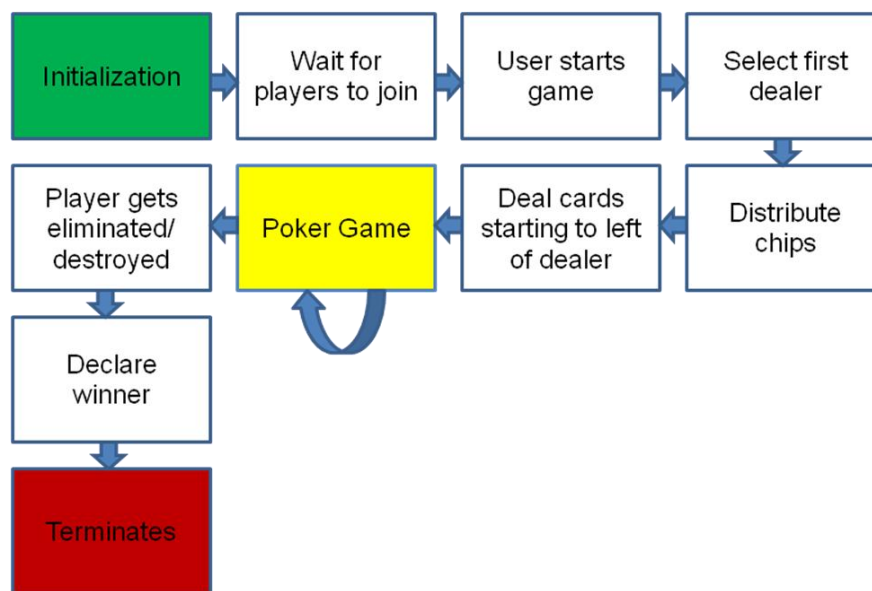 Initialization
Wait for
players to join
User starts
game
Select first
dealer
Player gets
eliminated/
destroyed
Poker Game
Deal cards
starting to left
of dealer
Distribute
chips
Declare
winner
Terminates